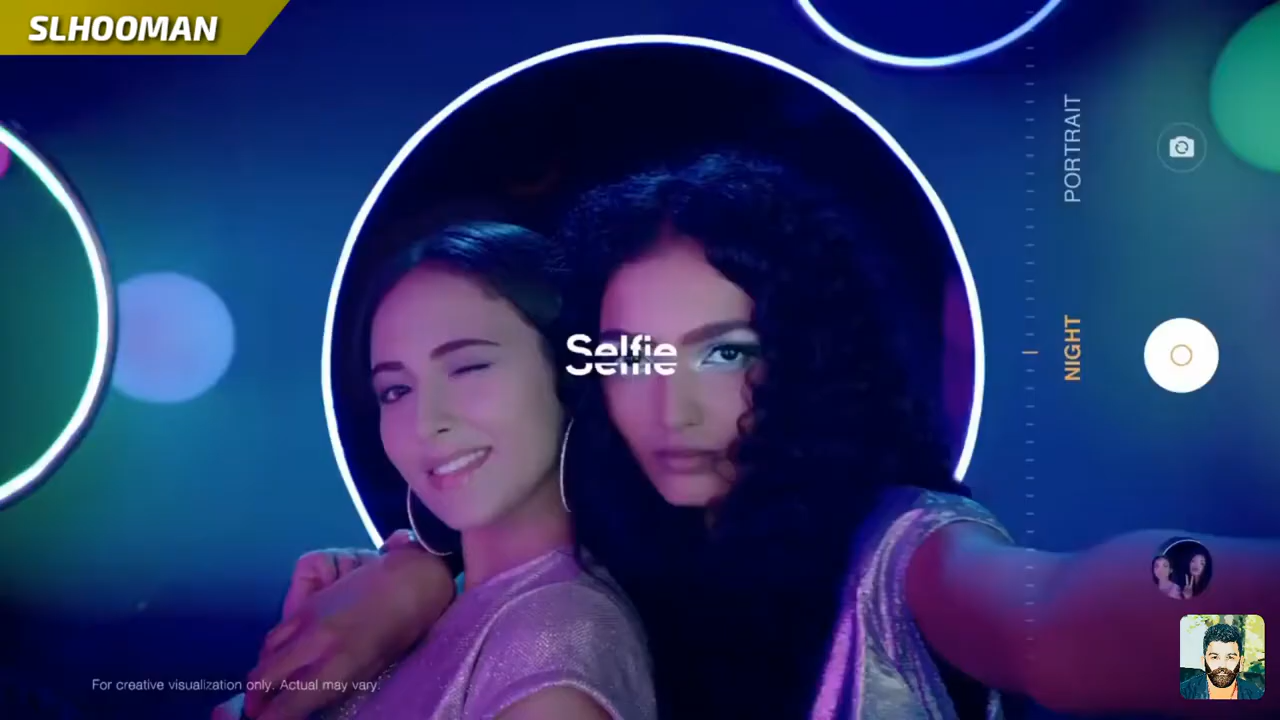 SLHOOMAN
PORTRAIT
Selfie
NIGHT
For creative visualization only. Actual may vary.